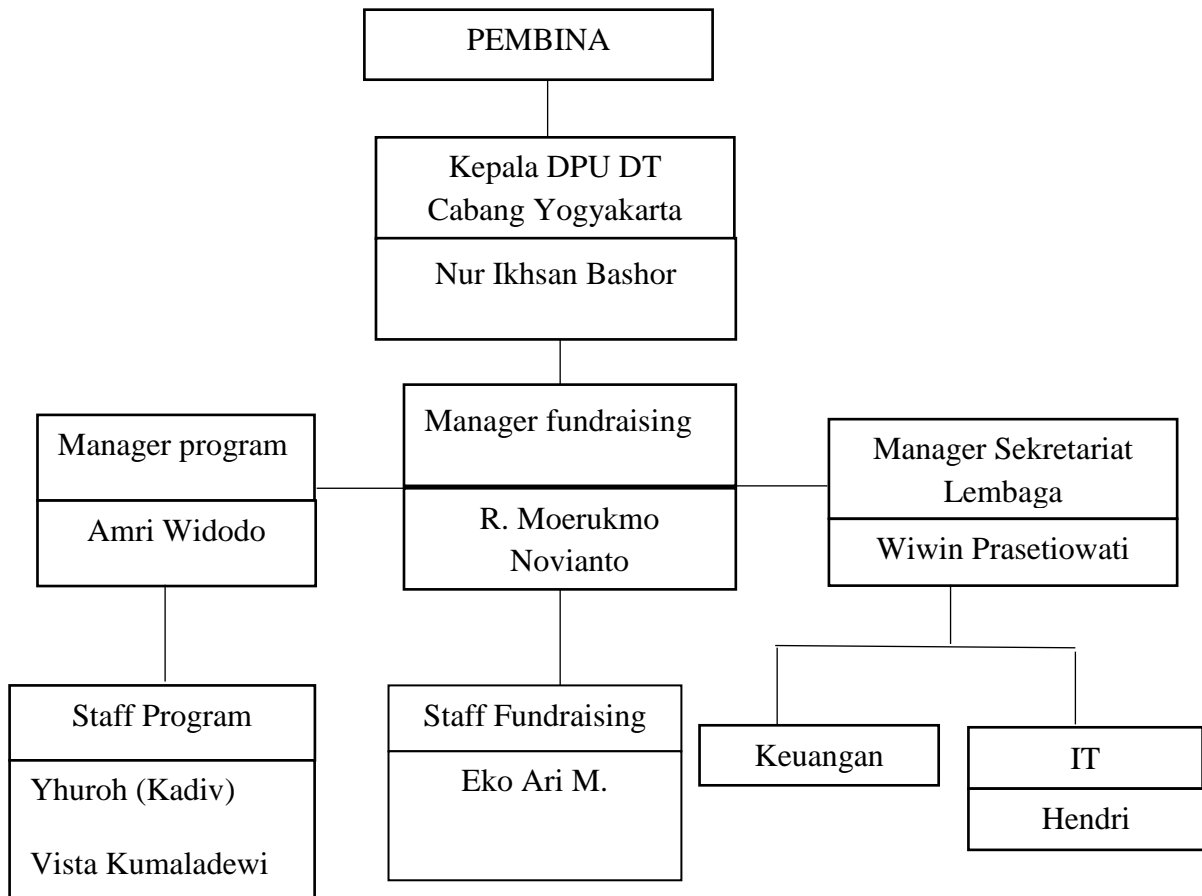 PEMBINA
Kepala DPU DT
Cabang Yogyakarta
Nur Ikhsan Bashor
Manager program
Amri Widodo
Manager fundraising
R. Moerukmo
Novianto
Manager Sekretariat
Lembaga
Wiwin Prasetiowati
Staff Program
Yhuroh (Kadiv)
Vista Kumaladewi
Staff Fundraising
Eko Ari M.
Keuangan
IT
Hendri